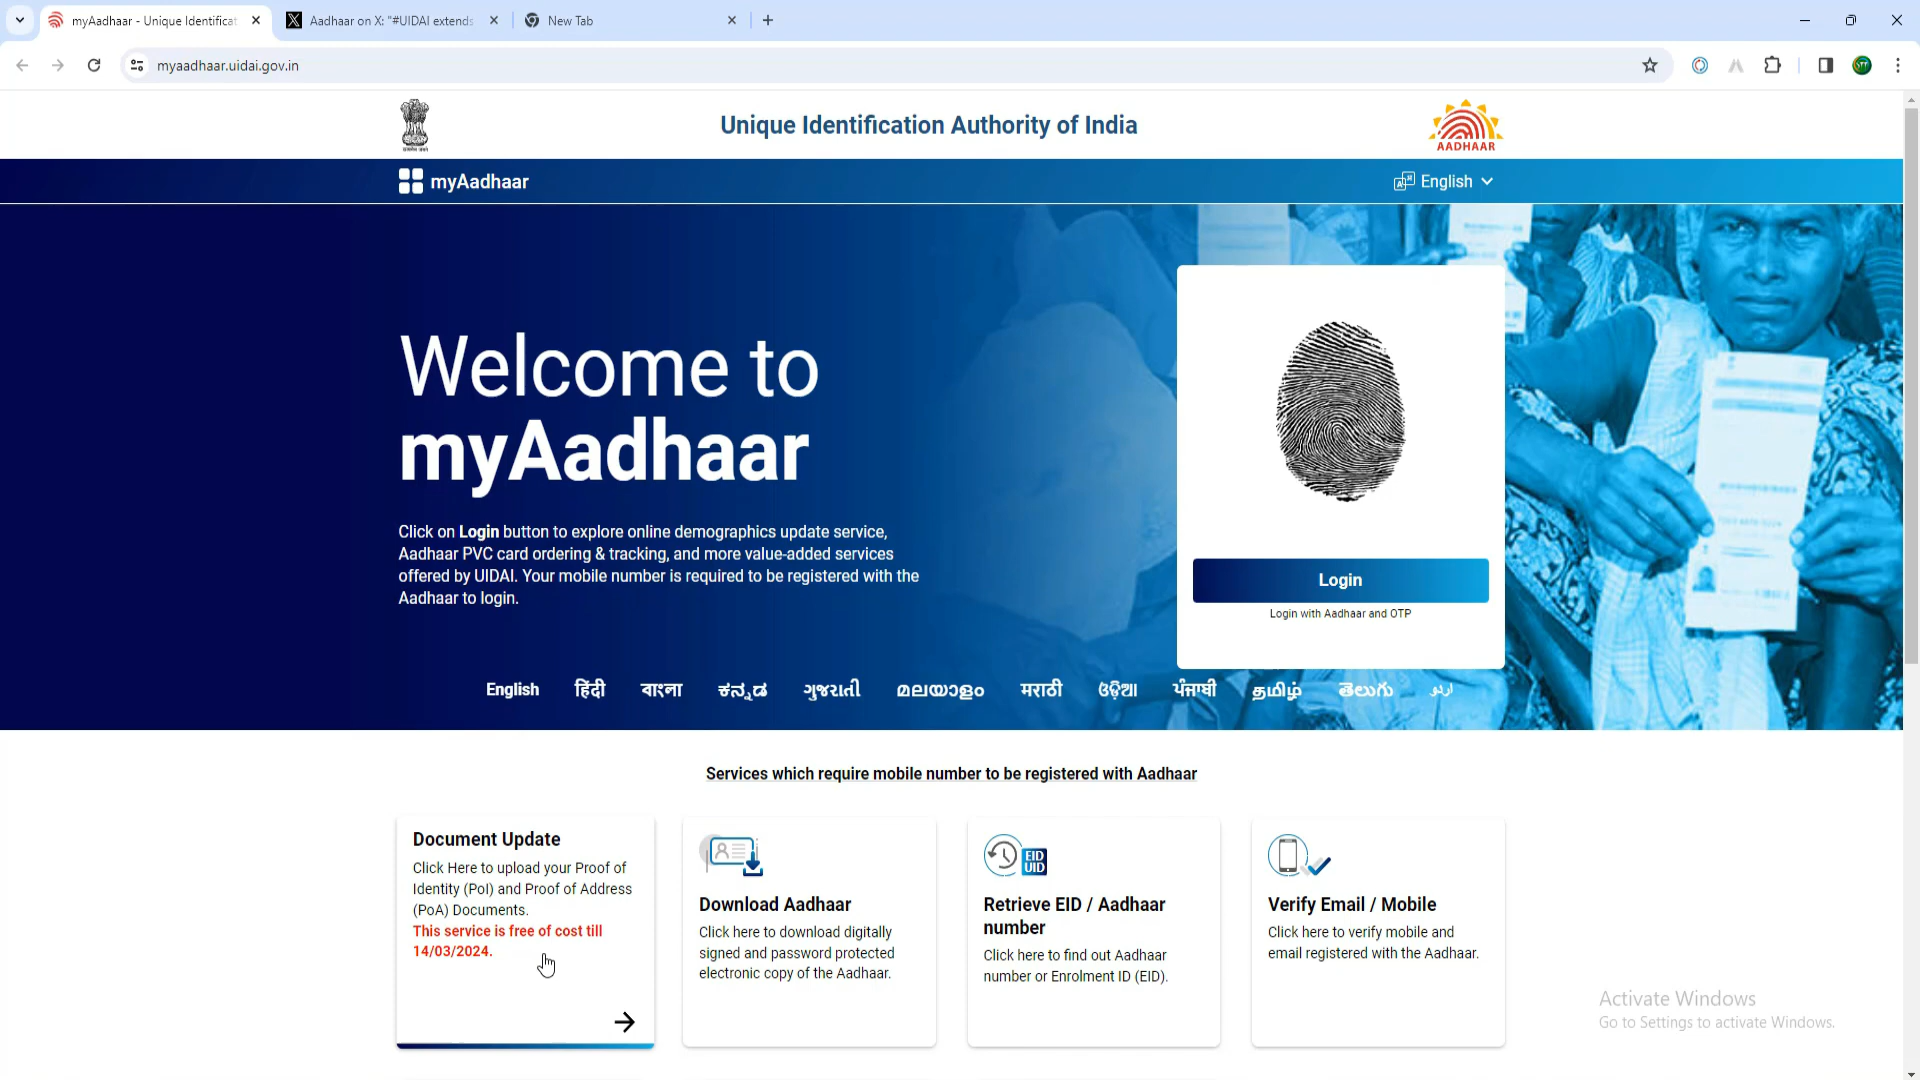 myAadhaar - Unique Identificat
Aadhaar on X: "#UIDAI extends
New Tab
myaadhaar.uidai.gov.in
Unique Identification Authority of India
AADHAAR
myAadhaar
English
Welcome to
myAadhaar
Click on Login button to explore online demographics update service,
Aadhaar PVC card ordering & tracking, and more value-added services
offered by UIDAI. Your mobile number is required to be registered with the
Aadhaar to login.
Login
Login with Aadhaar and OTP
English हिंदी বাংলা ಕನ್ನಡ ગુજરાતી മലയാളം मराठी ଓଡ଼ିଆ ਪੰਜਾਬੀ தமிழ் తెలుగు اردو
Services which require mobile number to be registered with Aadhaar
Document Update
Click Here to upload your Proof of
Identity (PoI) and Proof of Address
(PoA) Documents.
This service is free of cost till
14/03/2024.
Download Aadhaar
Click here to download digitally
signed and password protected
electronic copy of the Aadhaar.
EID
UID
Retrieve EID / Aadhaar
number
Click here to find out Aadhaar
number or Enrolment ID (EID).
Verify Email / Mobile
Click here to verify mobile and
email registered with the Aadhaar.
Activate Windows
Go to Settings to activate Windows.